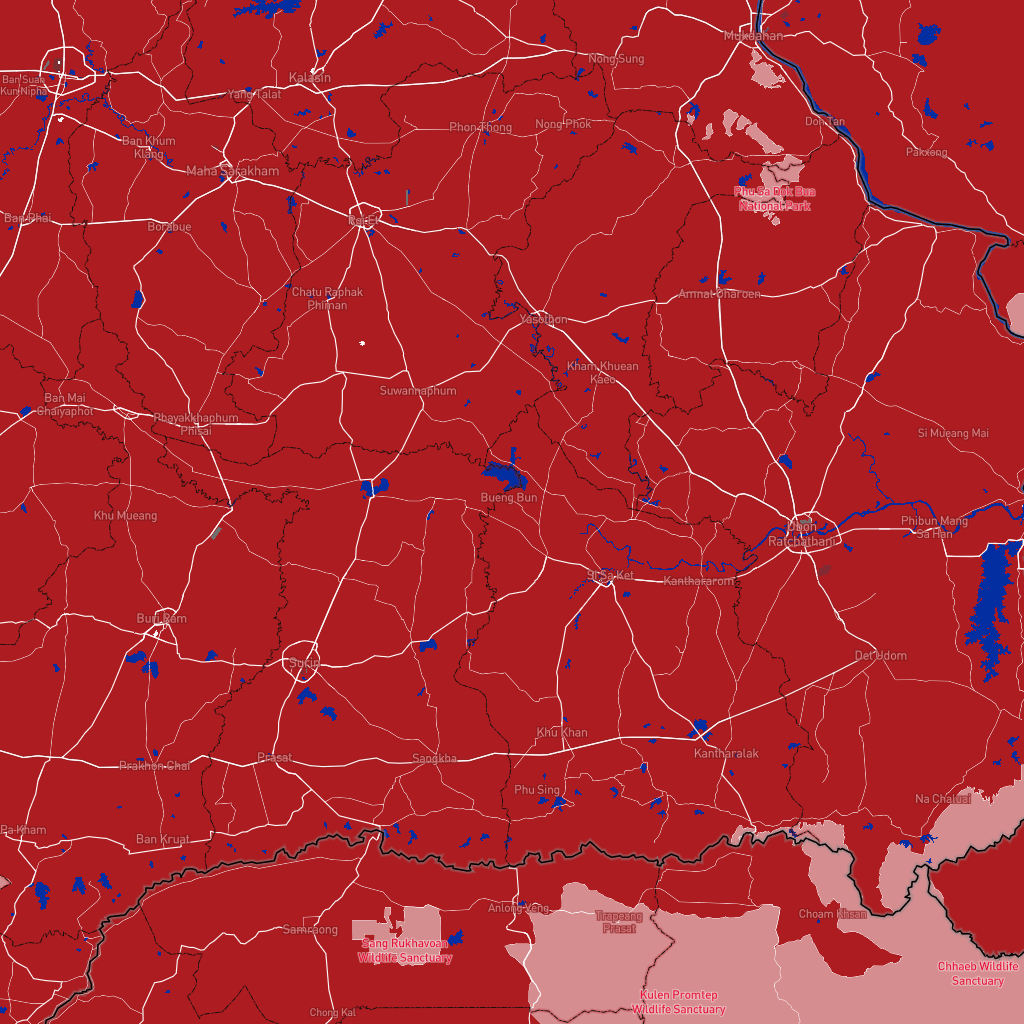 Mukdahan
Nong Sung
Kalasin
Ban Suan
Kun Nipha
Yang Talat
Don Tan
Phon Thong
Nong Phok
Ban Khum
Klang
Pakxong
Maha Sarakham
Phu Sa Dok Bua
National Park
Ban Phai
Roi Et
Borabue
Chatu Raphak
Phiman
Amnat Charoen
Yasothon
Kham Khuean
Kaeo
Suwannaphum
Ban Mai
Chaiyaphot
Phayakkhaphum
Phisai
Si Mueang Mai
Bueng Bun
Khu Mueang
Phibun Mang
Sa Han
Ubon
Ratchathani
Si Sa Ket
Kanthararom
Buri Ram
Surin
Det Udom
Khu Khan
Kantharalak
Prasat
Sangkha
Prakhon Chai
Phu Sing
Na Chaluai
Pa Kham
Ban Kruat
Anlong Veng
Trapeang
Prasat
Choam Khsan
Samraong
Sang Rukhavoan
Wildlife Sanctuary
Chhaeb Wildlife
Sanctuary
Kulen Promtep
Wildlife Sanctuary
Chong Kal